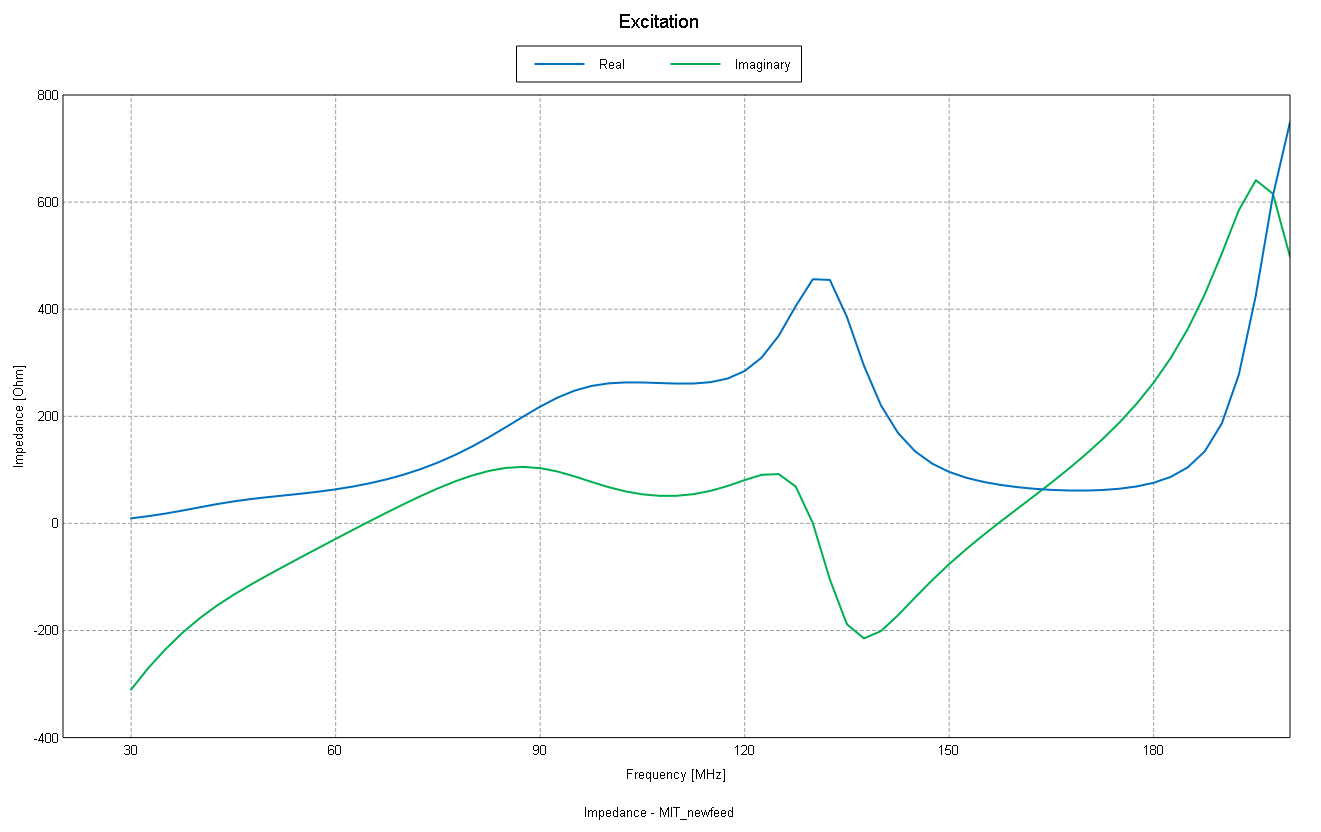 Excitation
Real Imaginary
800
600
400
200
0
-200
-400
Impedance [Ohm]
30 60 90 120 150 180
Frequency [MHz]
Impedance - MIT_newfeed